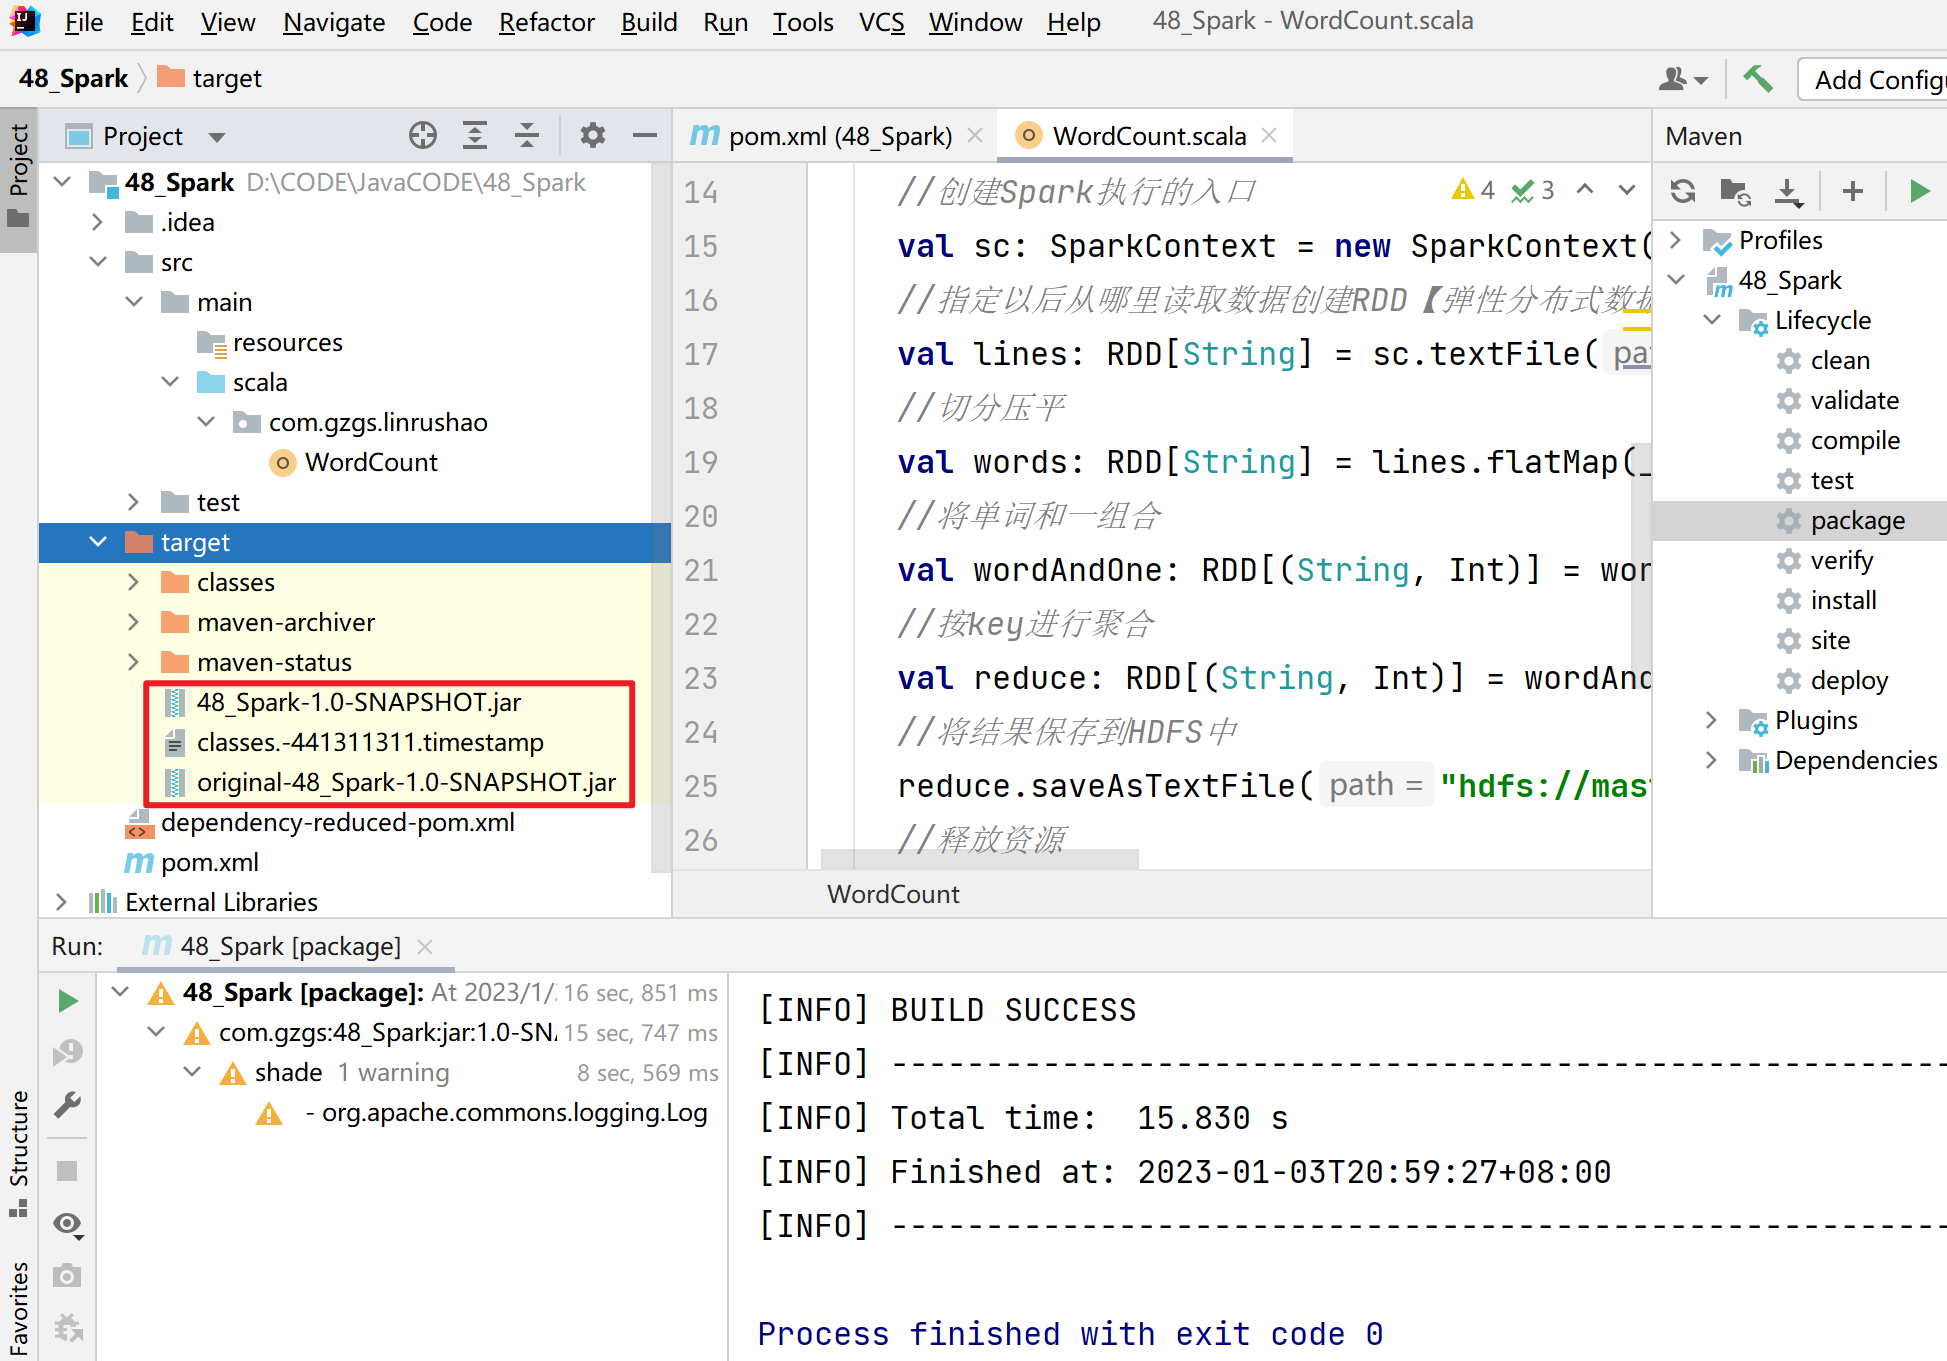 File Edit View Navigate Code Refactor Build Run Tools VCS Window Help 48_Spark - WordCount.scala
48_Spark target
Add Config
Project
Project
48_Spark D:\CODE\JavaCODE\48_Spark
.idea
src
main
resources
scala
com.gzgs.linrushao
WordCount
test
target
classes
maven-archiver
maven-status
48_Spark-1.0-SNAPSHOT.jar
classes.-441311311.timestamp
original-48_Spark-1.0-SNAPSHOT.jar
dependency-reduced-pom.xml
pom.xml
External Libraries
pom.xml (48_Spark) WordCount.scala
4 3
14 //创建Spark执行的入口
15 val sc: SparkContext = new SparkContext(
16 //指定以后从哪里读取数据创建RDD【弹性分布式数据
17 val lines: RDD[String] = sc.textFile( pat
18 //切分压平
19 val words: RDD[String] = lines.flatMap(_
20 //将单词和一组合
21 val wordAndOne: RDD[(String, Int)] = wor
22 //按key进行聚合
23 val reduce: RDD[(String, Int)] = wordAnd
24 //将结果保存到HDFS中
25 reduce.saveAsTextFile( path = "hdfs://mas
26 //释放资源
WordCount
Maven
Profiles
48_Spark
Lifecycle
clean
validate
compile
test
package
verify
install
site
deploy
Plugins
Dependencies
Run: 48_Spark [package]
48_Spark [package]: At 2023/1/ 16 sec, 851 ms
com.gzgs:48_Spark:jar:1.0-SNA 15 sec, 747 ms
shade 1 warning 8 sec, 569 ms
- org.apache.commons.logging.Log
[INFO] BUILD SUCCESS
[INFO] --------------------------------------------------------
[INFO] Total time:  15.830 s
[INFO] Finished at: 2023-01-03T20:59:27+08:00
[INFO] --------------------------------------------------------
Process finished with exit code 0
Structure
Favorites